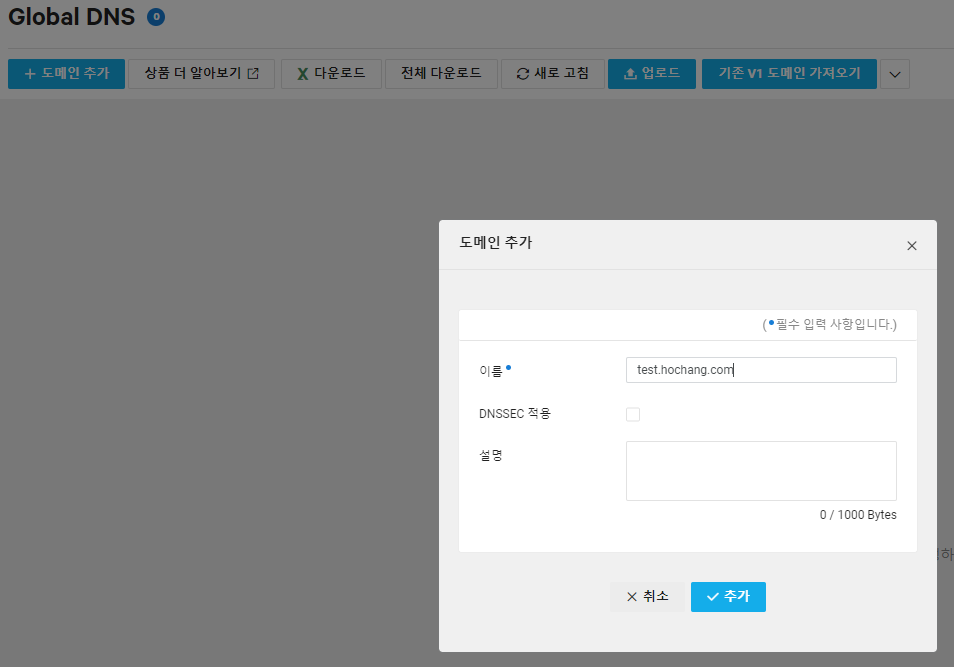 Global DNS 0
+ 도메인 추가 상품 더 알아보기 다운로드 전체 다운로드 새로 고침 업로드 기존 V1 도메인 가져오기
도메인 추가
(•필수 입력 사항입니다.)
이름• test.hochang.com
DNSSEC 적용
설명
0 / 1000 Bytes
취소 추가